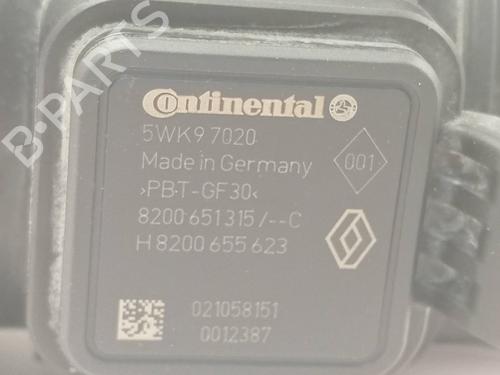 B-PARTS
Continental
5WK9 7020
Made in Germany
001
>PBT-GF30<
8200 651 315 /--C
H 8200 655 623
021058151
0012387